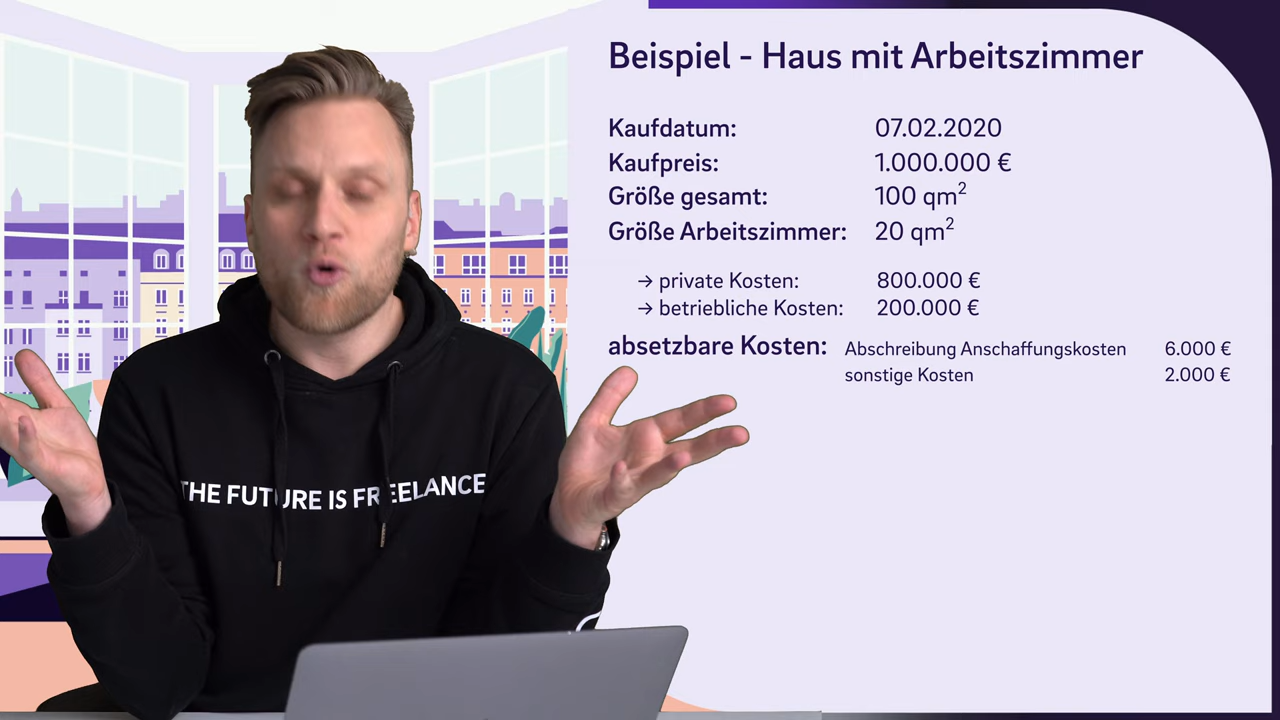 Beispiel - Haus mit Arbeitszimmer
Kaufdatum: 07.02.2020
Kaufpreis: 1.000.000 €
Größe gesamt: 100 qm²
Größe Arbeitszimmer: 20 qm²
→ private Kosten: 800.000 €
→ betriebliche Kosten: 200.000 €
absetzbare Kosten: Abschreibung Anschaffungskosten 6.000 €
sonstige Kosten 2.000 €
THE FUTURE IS FREELANCE